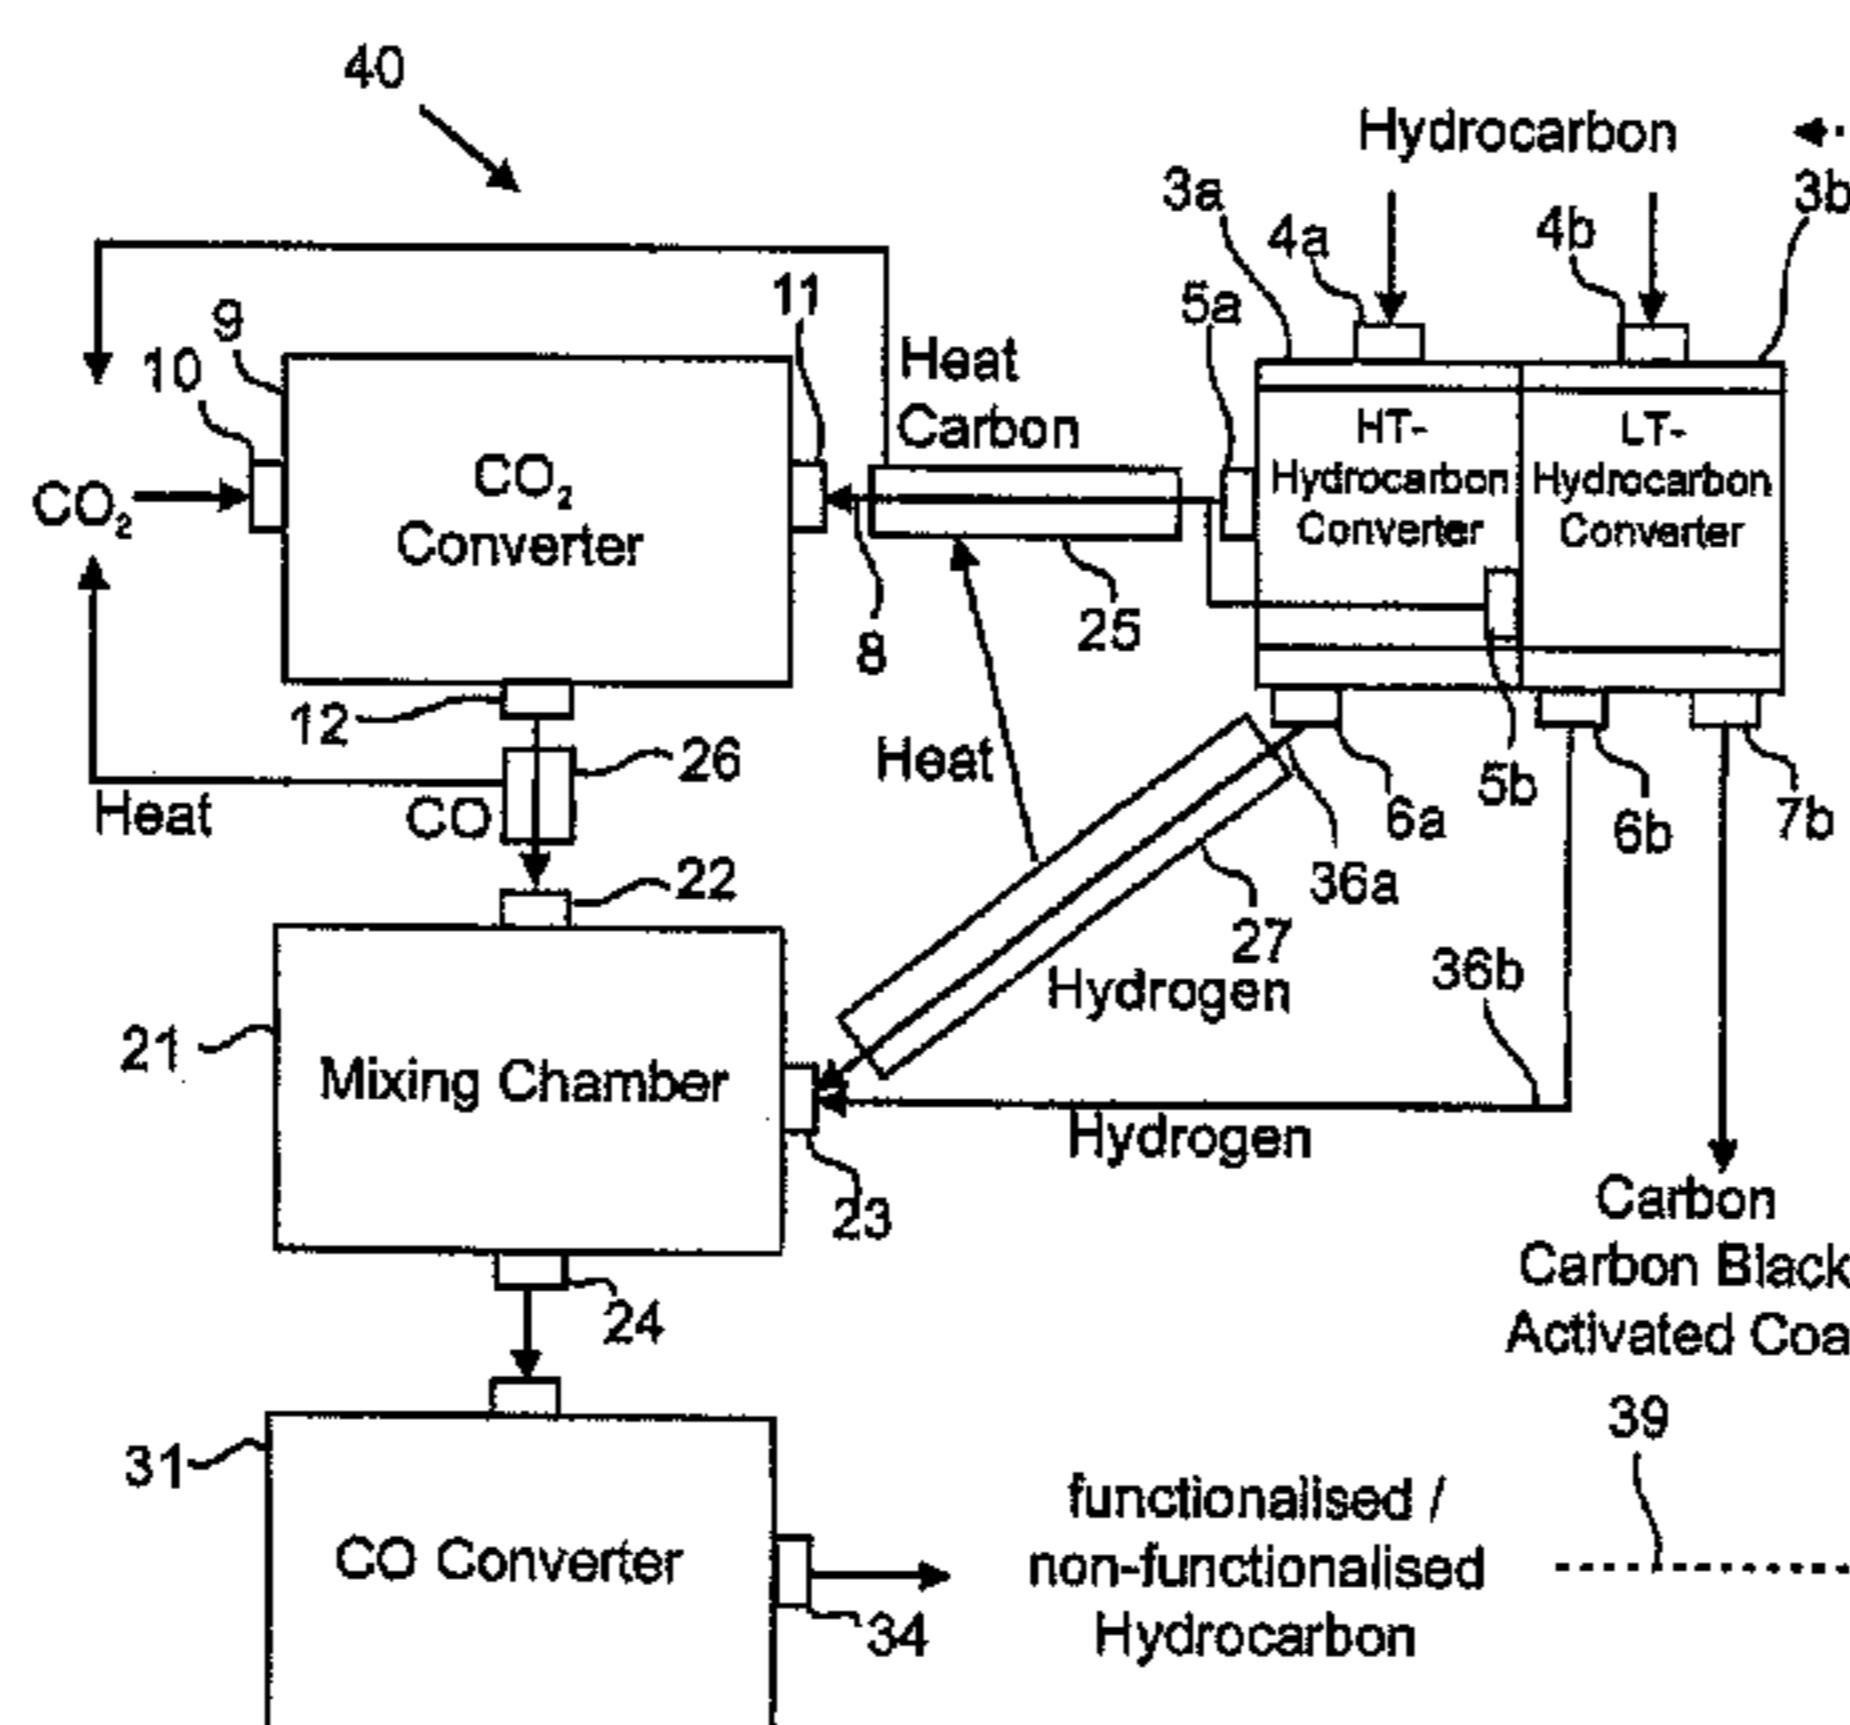 40
Hydrocarbon
3a
3b
4a
4b
5a
11
9
10
Heat
Carbon
HT-
Hydrocarbon
Converter
LT-
Hydrocarbon
Converter
CO₂
CO₂
Converter
8
25
12
26
Heat
CO
Heat
5b
6a
6b
7b
22
36a
27
Hydrogen
36b
21
Mixing Chamber
Hydrogen
23
Carbon
Carbon Black
Activated Coa
24
39
31
CO Converter
functionalised /
non-functionalised
Hydrocarbon
34